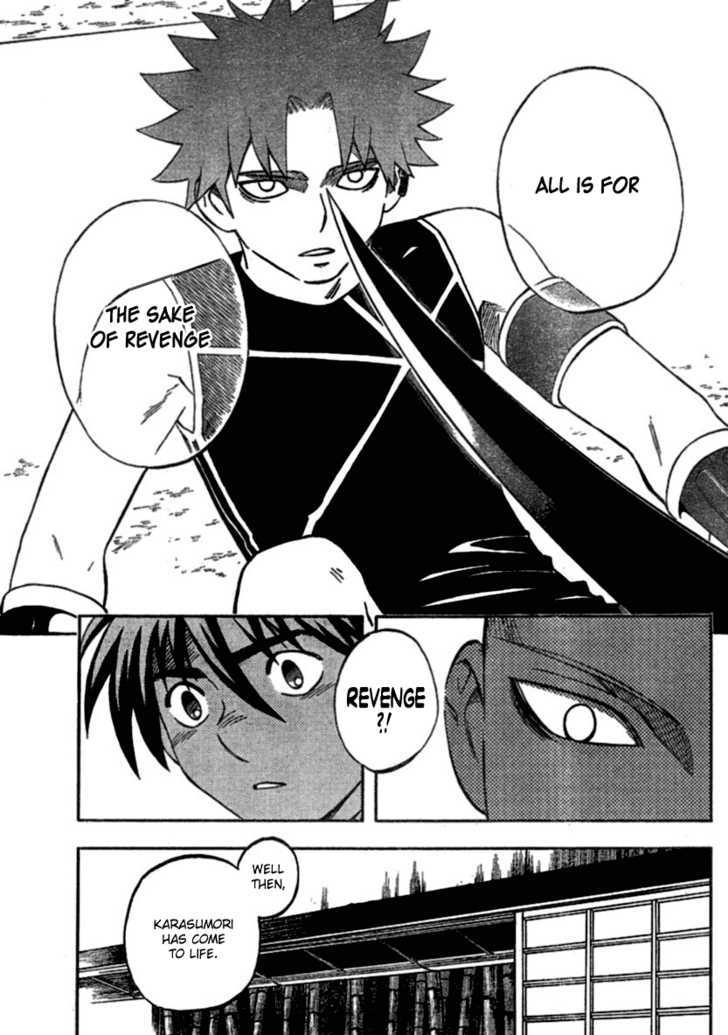 ALL IS FOR
THE SAKE
OF REVENGE
REVENGE
?!
WELL
THEN,
KARASUMORI
HAS COME
TO LIFE.